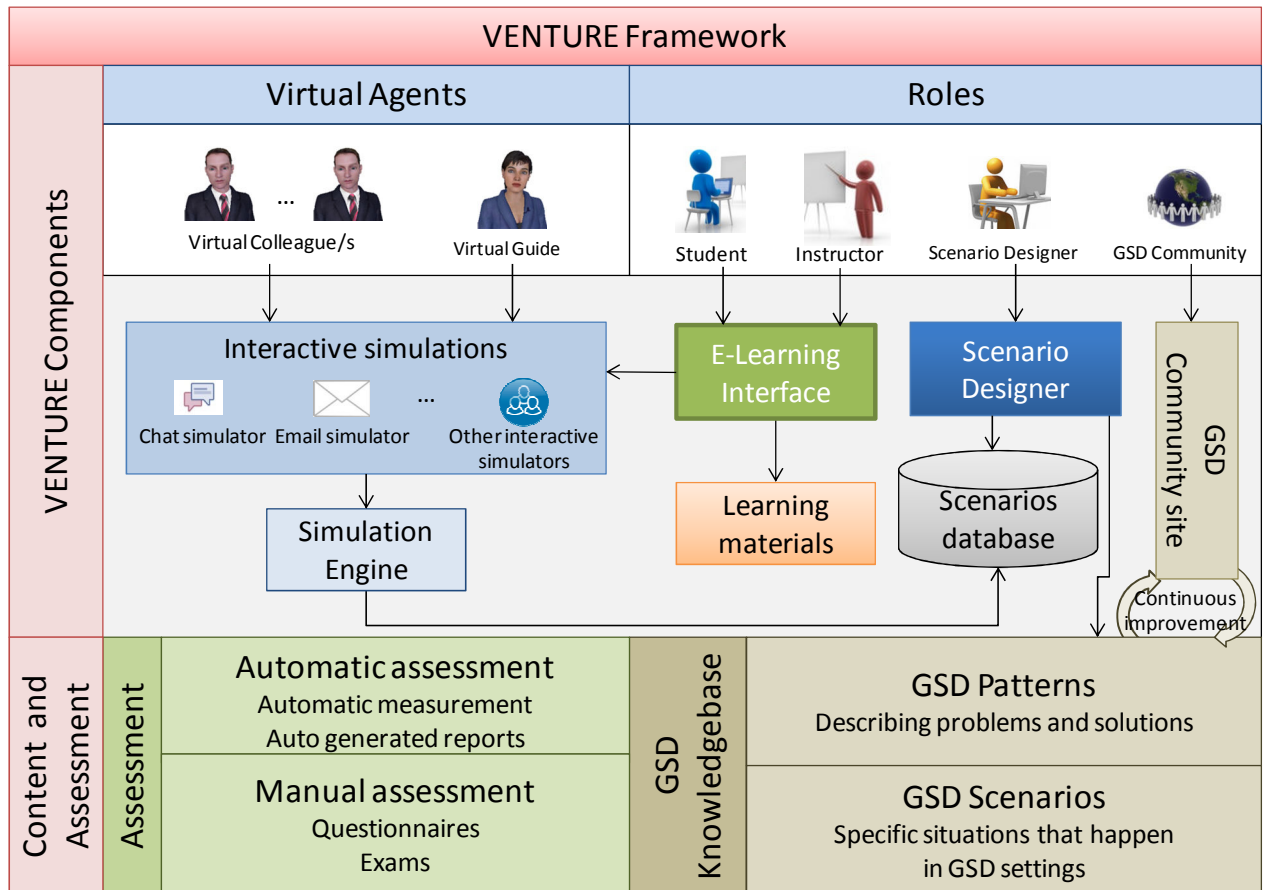 VENTURE Framework
VENTURE Components
Virtual Agents
Roles
...
Virtual Colleague/s
Virtual Guide
Student
Instructor
Scenario Designer
GSD Community
Interactive simulations
...
Chat simulator
Email simulator
Other interactive
simulators
E-Learning
Interface
Scenario
Designer
GSD
Community site
Simulation
Engine
Learning
materials
Scenarios
database
Continuous
improvement
Content and
Assessment
Assessment
Automatic assessment
Automatic measurement
Auto generated reports
Manual assessment
Questionnaires
Exams
GSD
Knowledgebase
GSD Patterns
Describing problems and solutions
GSD Scenarios
Specific situations that happen
in GSD settings